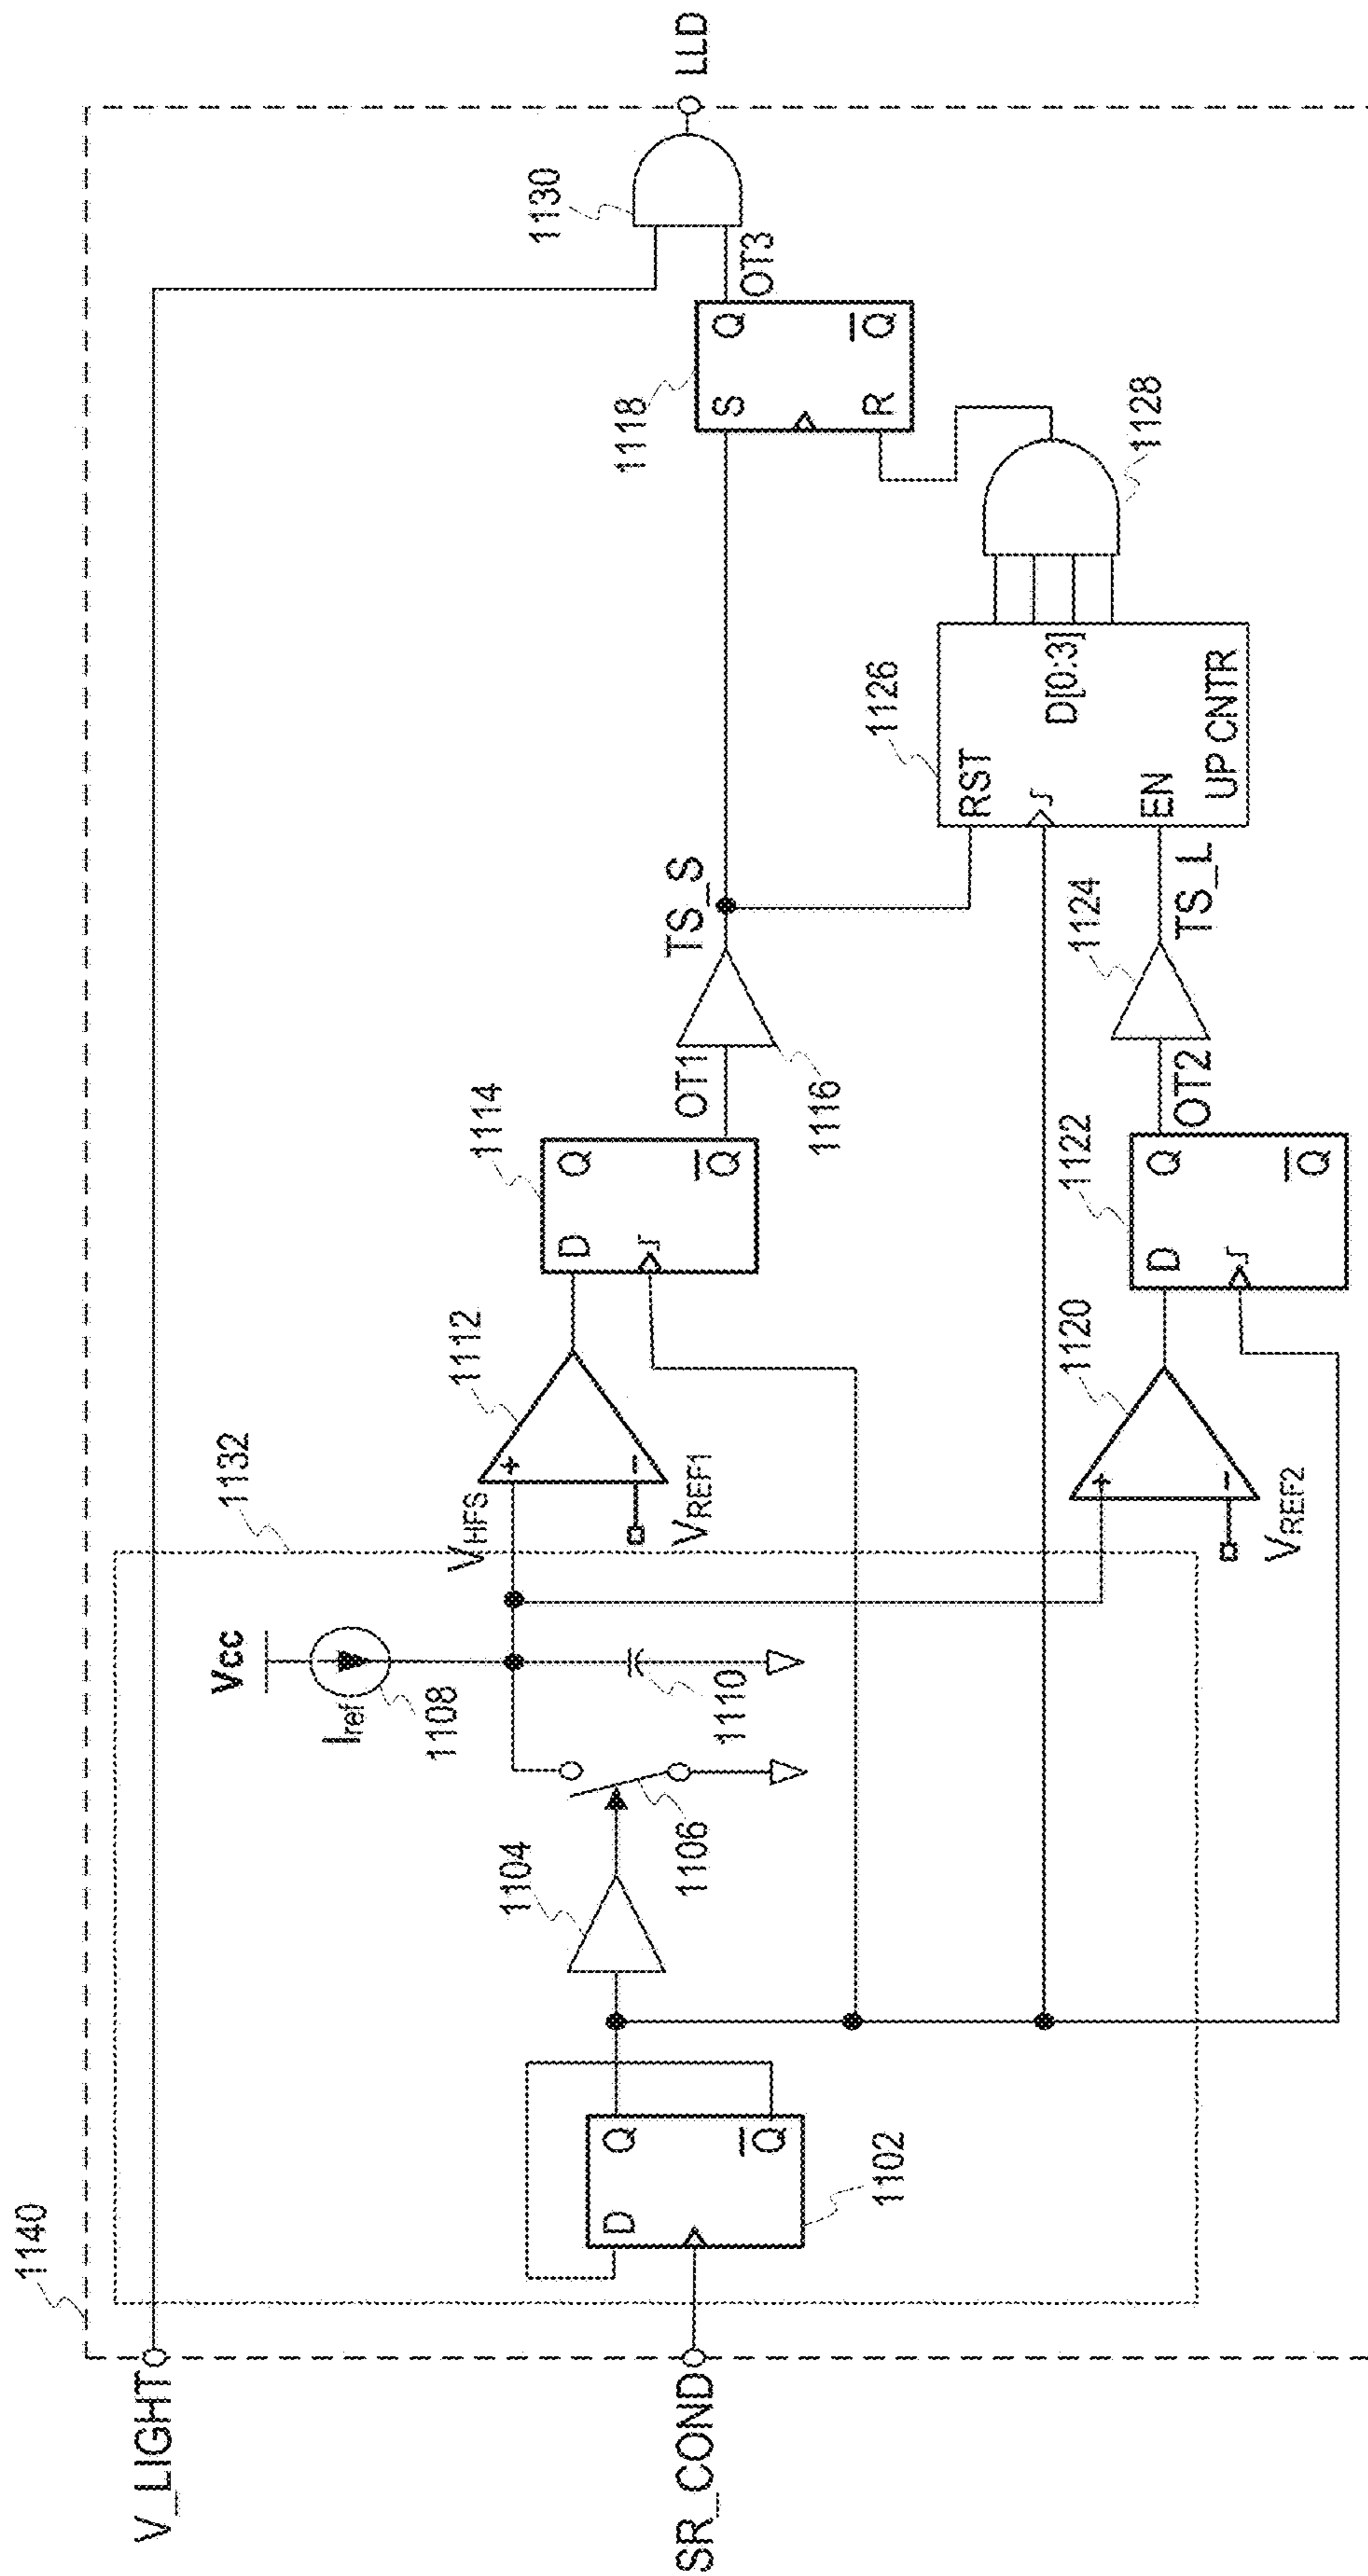 1140
V_LIGHT
LLD
1130
1132
Vcc
Iref
1108
VHFS
1112
VREF1
1114
D
Q
Q̅
OT1
1116
TS_S
1118
S
Q
R
Q̅
OT3
1104
1106
1110
D
Q
Q̅
1102
SR_COND
1126
RST
D[0:3]
EN
UP CNTR
1128
1120
VREF2
1122
D
Q
Q̅
OT2
1124
TS_L